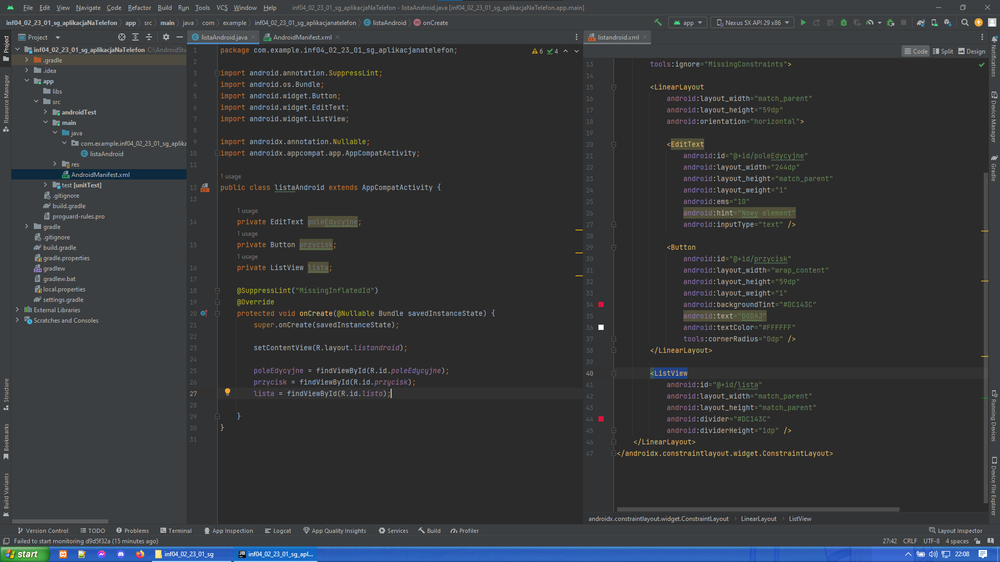 File Edit View Navigate Code Refactor Build Run Tools VCS Window Help inf04_02_23_01_sg_aplikacjaNaTelefon - listaAndroid.java [inf04_02_23_01_sg_aplikacjaNaTelefon.app.main]
inf04_02_23_01_sg_aplikacjaNaTelefon app src main java com example inf04_02_23_01_sg_aplikacjanatelefon listaAndroid onCreate app Nexus 5X API 29 x86
Project
listaAndroid.java AndroidManifest.xml
listandroid.xml
Code Split Design
inf04_02_23_01_sg_aplikacjaNaTelefon C:\AndroidStu
.gradle
.idea
app
libs
src
androidTest
main
java
com.example.inf04_02_23_01_sg_aplika
listaAndroid
res
AndroidManifest.xml
test [unitTest]
.gitignore
build.gradle
proguard-rules.pro
gradle
.gitignore
build.gradle
gradle.properties
gradlew
gradlew.bat
local.properties
settings.gradle
External Libraries
Scratches and Consoles
Project
Resource Manager
Structure
Bookmarks
Build Variants
6 4
1 package com.example.inf04_02_23_01_sg_aplikacjanatelefon;
2
3 import android.annotation.SuppressLint;
4 import android.os.Bundle;
5 import android.widget.Button;
6 import android.widget.EditText;
7 import android.widget.ListView;
8
9 import androidx.annotation.Nullable;
10 import androidx.appcompat.app.AppCompatActivity;
11
1 usage
12 public class listaAndroid extends AppCompatActivity {
13
1 usage
14 private EditText poleEdycyjne;
1 usage
15 private Button przycisk;
1 usage
16 private ListView lista;
17
18 @SuppressLint("MissingInflatedId")
19 @Override
20 protected void onCreate(@Nullable Bundle savedInstanceState) {
21 super.onCreate(savedInstanceState);
22
23 setContentView(R.layout.listandroid);
24
25 poleEdycyjne = findViewById(R.id.poleEdycyjne);
26 przycisk = findViewById(R.id.przycisk);
27 lista = findViewById(R.id.lista);
28
29 }
30 }
31
13 tools:ignore="MissingConstraints">
14
15 <LinearLayout
16 android:layout_width="match_parent"
17 android:layout_height="59dp"
18 android:orientation="horizontal">
19
20 <EditText
21 android:id="@+id/poleEdycyjne"
22 android:layout_width="244dp"
23 android:layout_height="match_parent"
24 android:layout_weight="1"
25 android:ems="10"
26 android:hint="Nowy element"
27 android:inputType="text" />
28
29 <Button
30 android:id="@+id/przycisk"
31 android:layout_width="wrap_content"
32 android:layout_height="59dp"
33 android:layout_weight="1"
34 android:backgroundTint="#DC143C"
35 android:text="DODAJ"
36 android:textColor="#FFFFFF"
37 tools:cornerRadius="0dp" />
38 </LinearLayout>
39
40 <ListView
41 android:id="@+id/lista"
42 android:layout_width="match_parent"
43 android:layout_height="match_parent"
44 android:divider="#DC143C"
45 android:dividerHeight="1dp" />
46 </LinearLayout>
47 </androidx.constraintlayout.widget.ConstraintLayout>
androidx.constraintlayout.widget.ConstraintLayout LinearLayout ListView
Notifications
Device Manager
Gradle
Running Devices
Device File Explorer
Version Control TODO Problems Terminal App Inspection Logcat App Quality Insights Services Build Profiler Layout Inspector
Failed to start monitoring d9d5f32a (15 minutes ago) 27:42 CRLF UTF-8 4 spaces
start inf04_02_23_01_sg inf04_02_23_01_sg_apl... 22:08